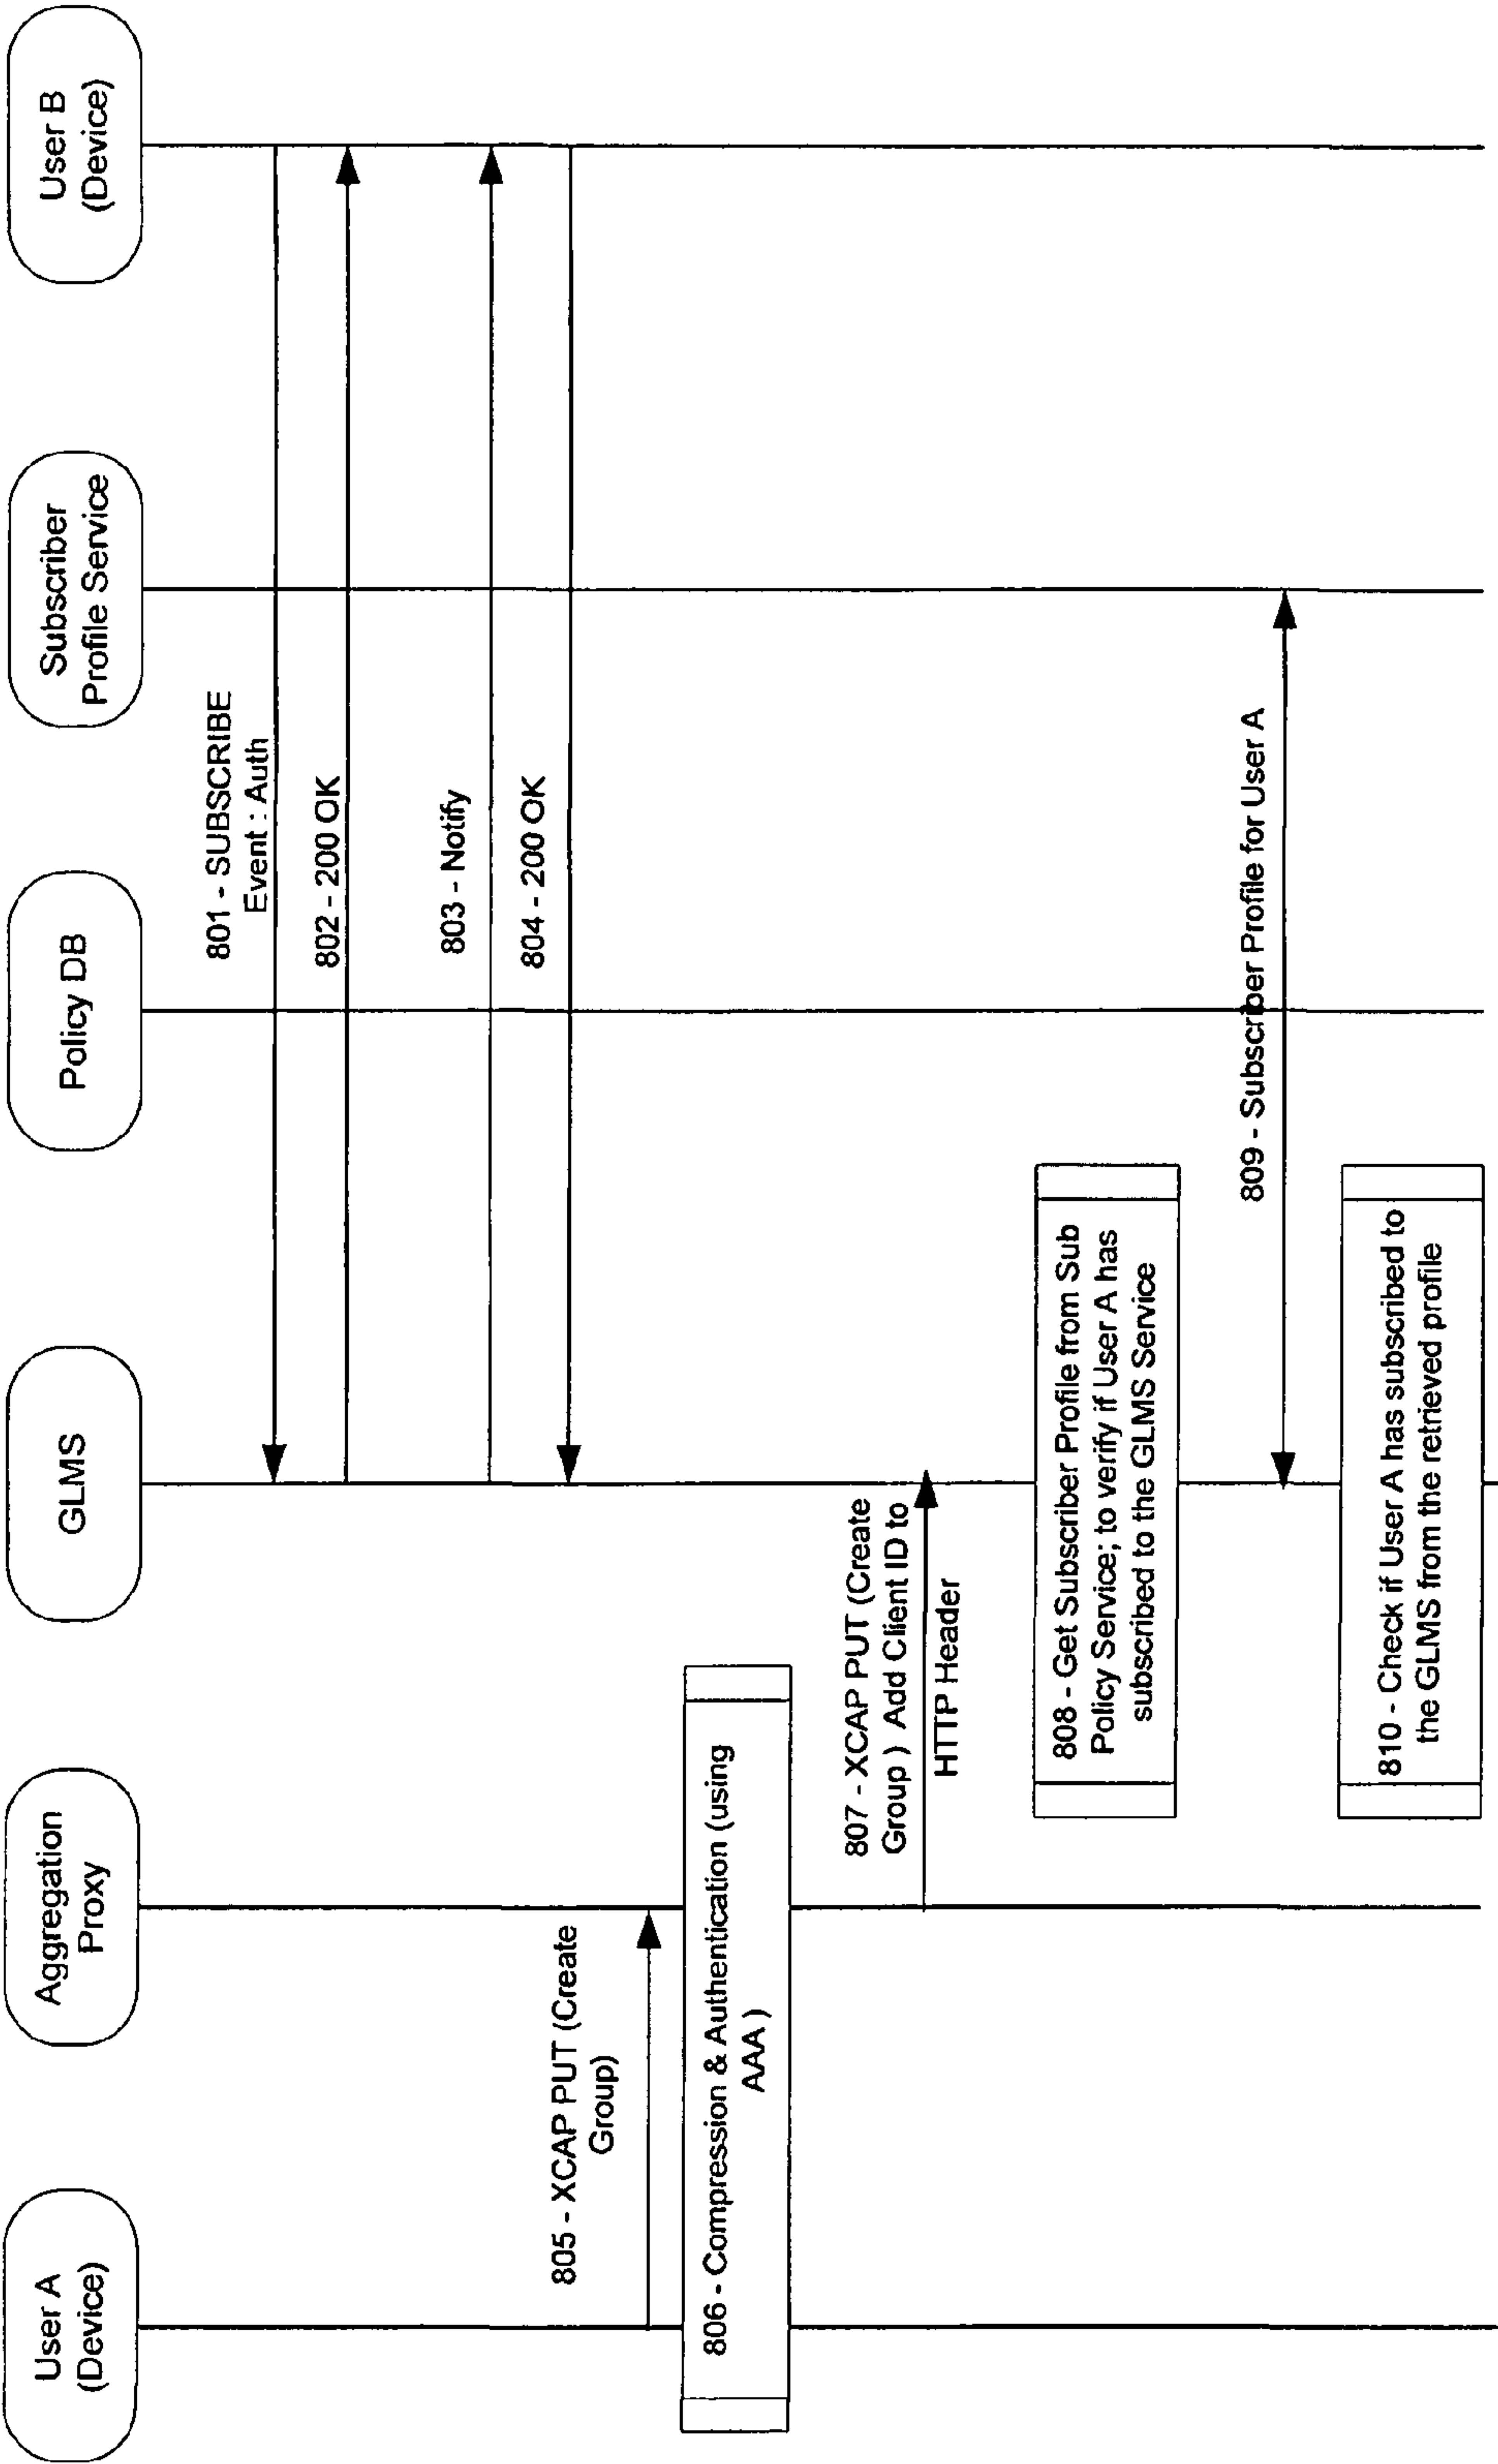 User A
(Device)
Aggregation
Proxy
GLMS
Policy DB
Subscriber
Profile Service
User B
(Device)
801 - SUBSCRIBE
Event : Auth
802 - 200 OK
803 - Notify
804 - 200 OK
805 - XCAP PUT (Create
Group)
806 - Compression & Authentication (using
AAA )
807 - XCAP PUT (Create
Group ) Add Client ID to
HTTP Header
808 - Get Subscriber Profile from Sub
Policy Service; to verify if User A has
subscribed to the GLMS Service
809 - Subscriber Profile for User A
810 - Check if User A has subscribed to
the GLMS from the retrieved profile